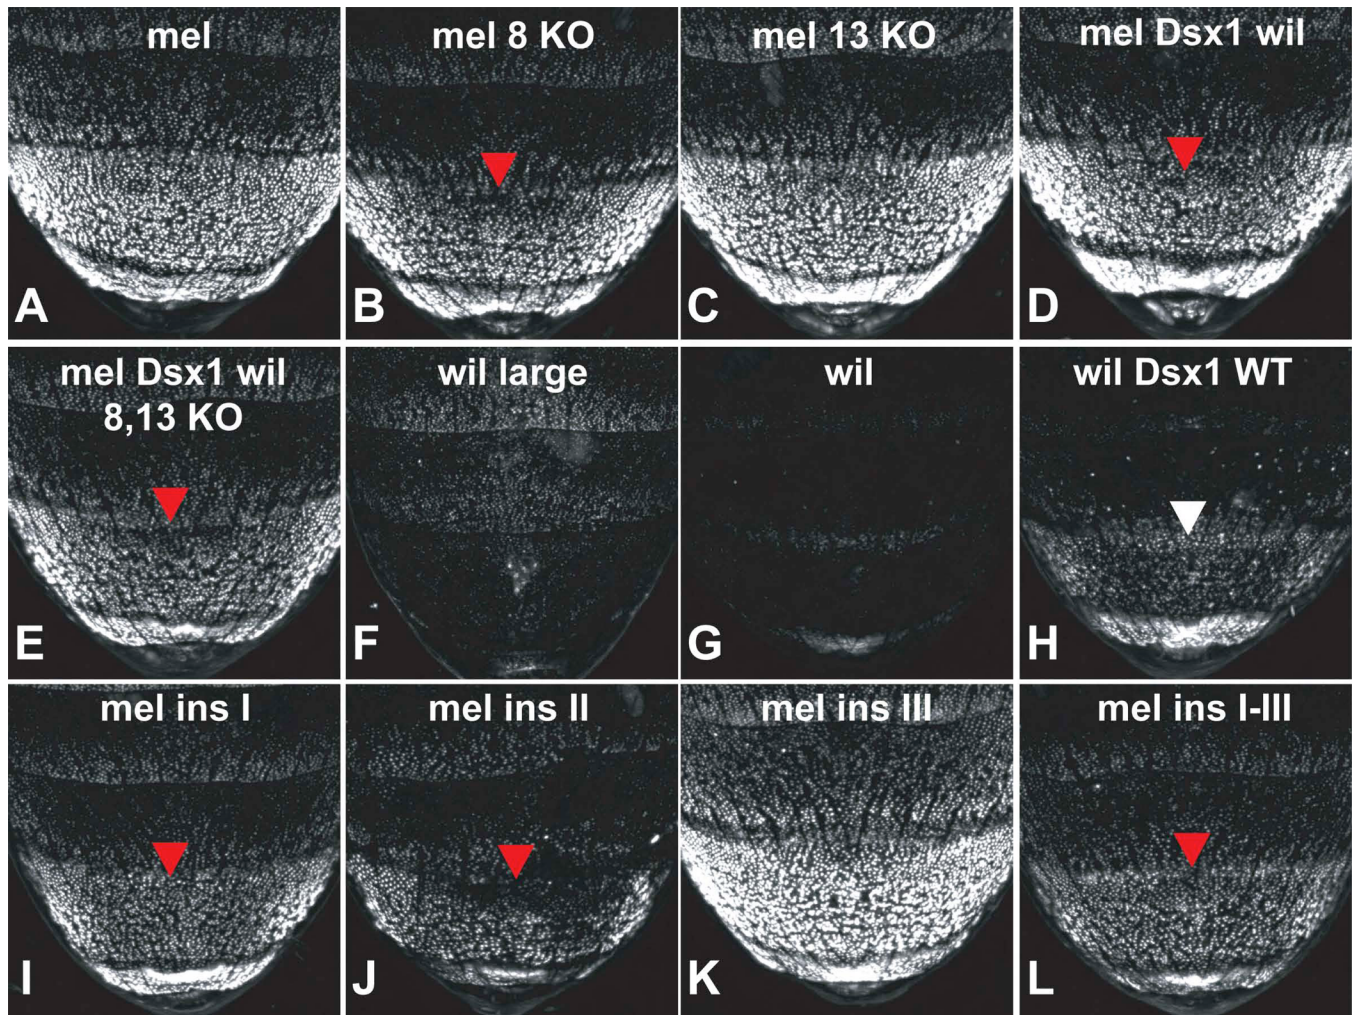 mel
A
mel 8 KO
B
mel 13 KO
C
mel Dsx1 wil
D
mel Dsx1 wil
8,13 KO
E
wil large
F
wil
G
wil Dsx1 WT
H
mel ins I
I
mel ins II
J
mel ins III
K
mel ins I-III
L